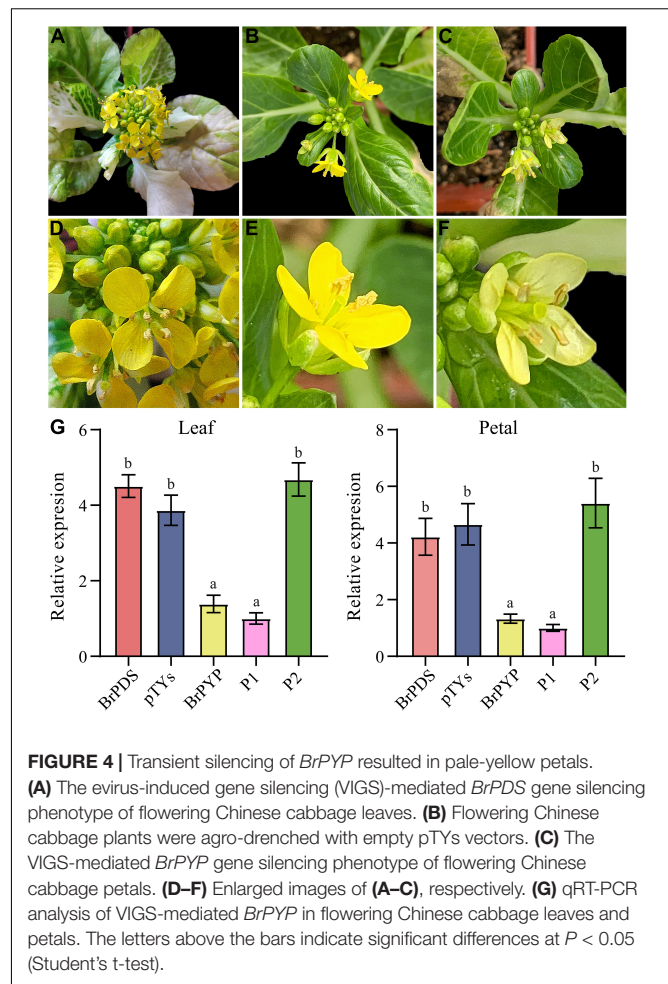 A
B
C
D
E
F
G
Leaf
Petal
Relative expression
6
4
2
0
b
b
a
a
b
BrPDS
pTYs
BrPYP
P1
P2
Relative expression
8
6
4
2
0
b
b
a
a
b
BrPDS
pTYs
BrPYP
P1
P2
FIGURE 4 | Transient silencing of BrPYP resulted in pale-yellow petals.
(A) The evirus-induced gene silencing (VIGS)-mediated BrPDS gene silencing
phenotype of flowering Chinese cabbage leaves. (B) Flowering Chinese
cabbage plants were agro-drenched with empty pTYs vectors. (C) The
VIGS-mediated BrPYP gene silencing phenotype of flowering Chinese
cabbage petals. (D–F) Enlarged images of (A–C), respectively. (G) qRT-PCR
analysis of VIGS-mediated BrPYP in flowering Chinese cabbage leaves and
petals. The letters above the bars indicate significant differences at P < 0.05
(Student's t-test).